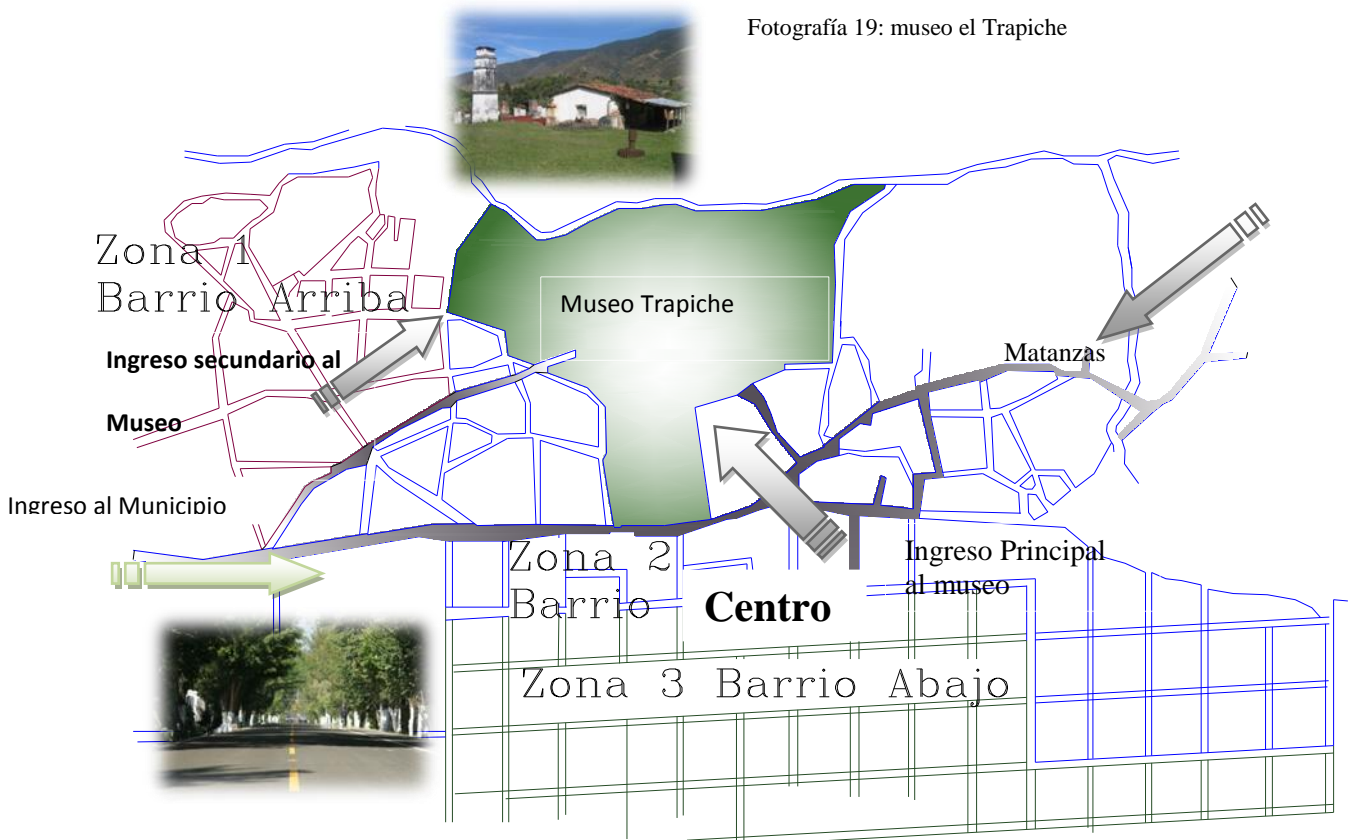 Fotografía 19: museo el Trapiche
Zona 1
Barrio Arriba
Museo Trapiche
Ingreso secundario al
Museo
Matanzas
Ingreso al Municipio
Zona 2
Barrio Centro
Ingreso Principal
al museo
Zona 3 Barrio Abajo